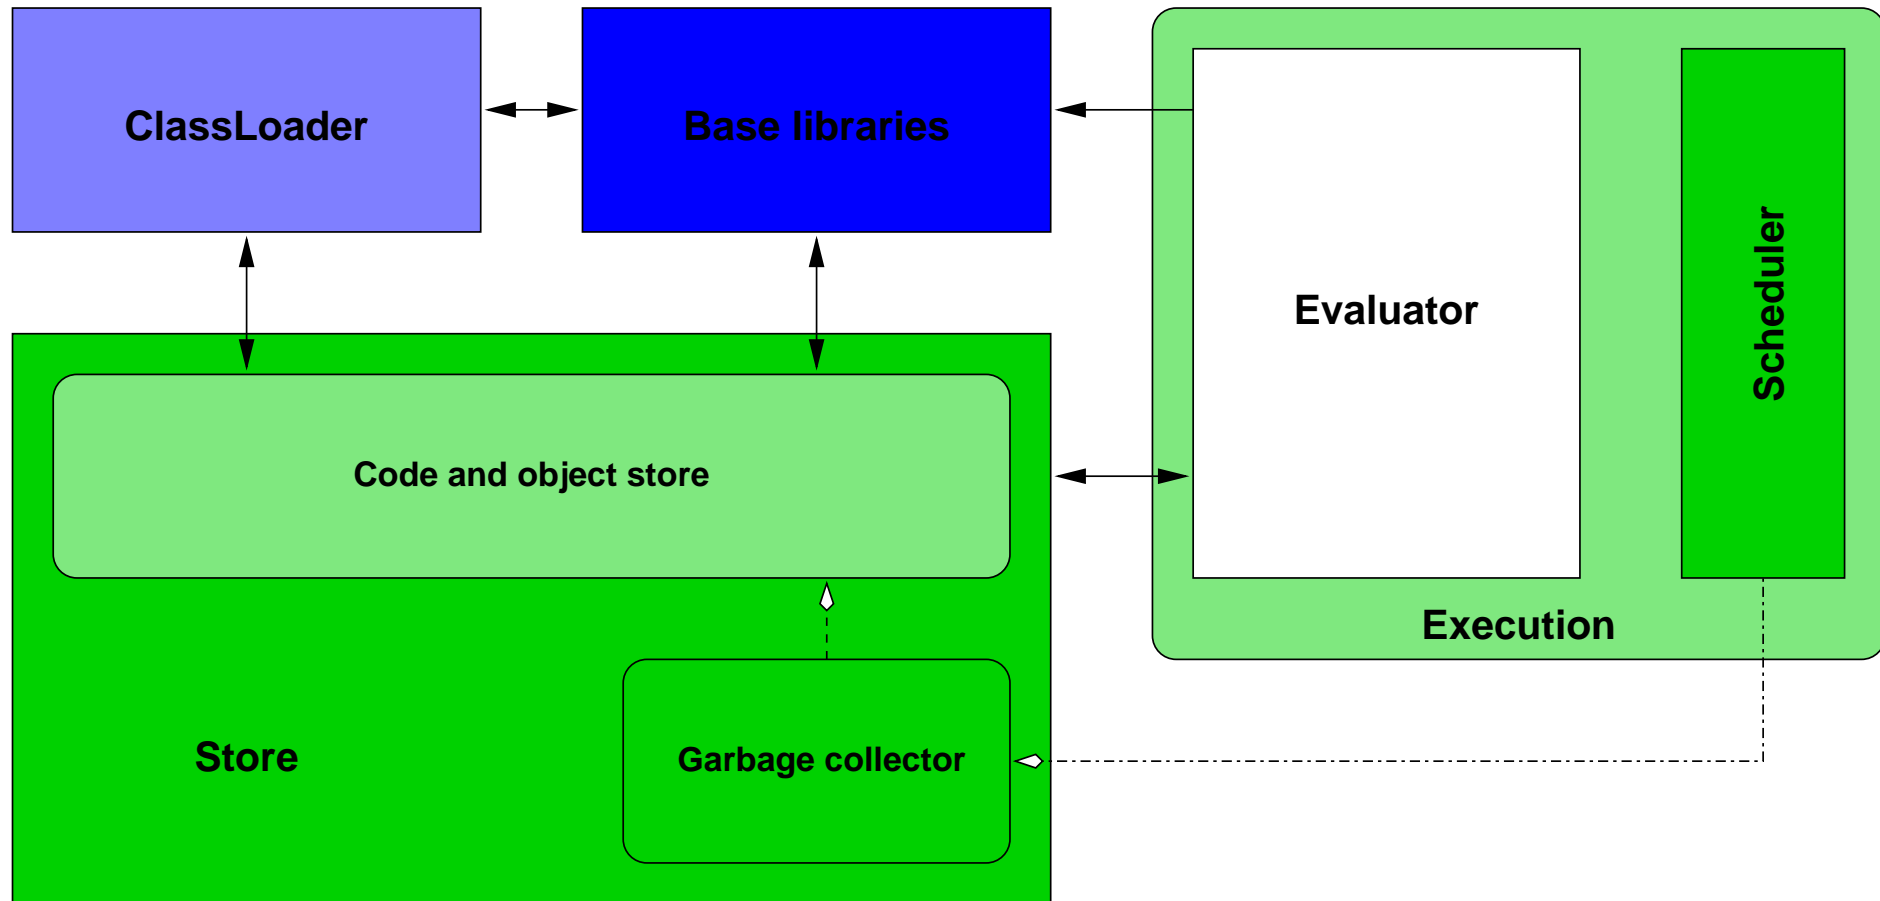 ClassLoader
Base libraries
Evaluator
Scheduler
Execution
Code and object store
Store
Garbage collector